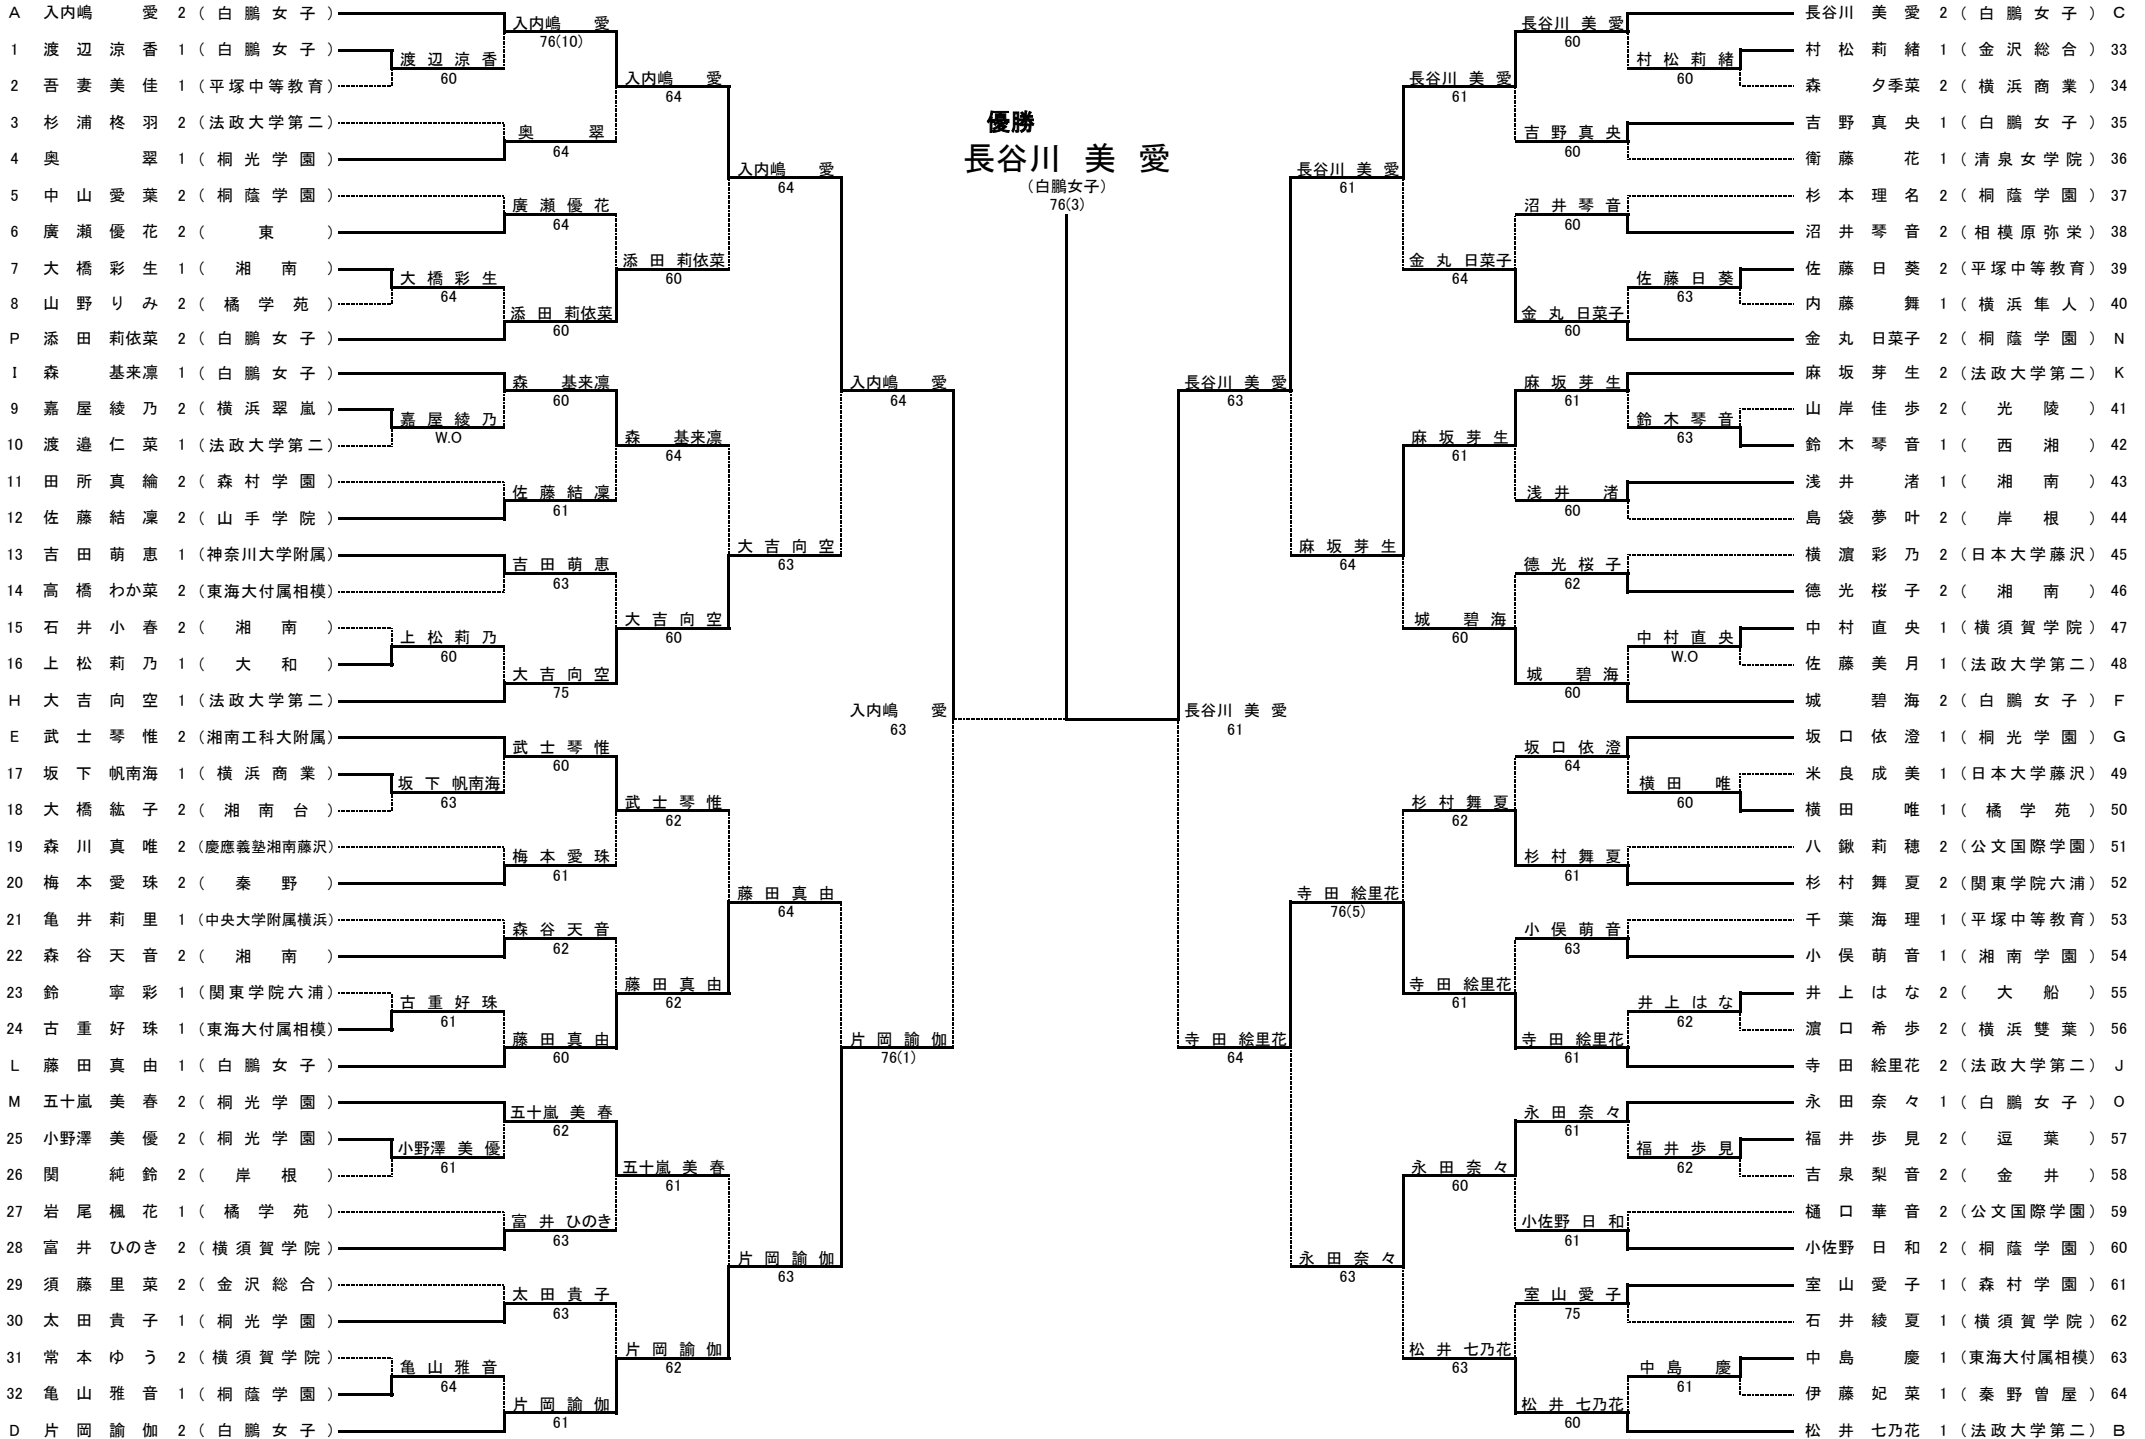 優勝
長谷川 美 愛
(白鵬女子)
76(3)
A 入内嶋 愛 2 (白鵬女子)
1 渡辺涼香 1 (白鵬女子)
2 吾妻美佳 1 (平塚中等教育)
3 杉浦柊羽 2 (法政大学第二)
4 奥 翠 1 (桐光学園)
5 中山愛葉 2 (桐蔭学園)
6 廣瀬優花 2 (東)
7 大橋彩生 1 (湘南)
8 山野りみ 2 (橘学苑)
P 添田 莉依菜 2 (白鵬女子)
I 森 基来凛 1 (白鵬女子)
9 嘉屋綾乃 2 (横浜翠嵐)
10 渡邉仁菜 1 (法政大学第二)
11 田所真綸 2 (森村学園)
12 佐藤結凜 2 (山手学院)
13 吉田萌恵 1 (神奈川大学附属)
14 高橋 わか菜 2 (東海大付属相模)
15 石井小春 2 (湘南)
16 上松莉乃 1 (大和)
H 大吉向空 1 (法政大学第二)
E 武士琴惟 2 (湘南工科大附属)
17 坂下 帆南海 1 (横浜商業)
18 大橋紘子 2 (湘南台)
19 森川真唯 2 (慶應義塾湘南藤沢)
20 梅本愛珠 2 (秦野)
21 亀井莉里 1 (中央大学附属横浜)
22 森谷天音 2 (湘南)
23 鈴 寧彩 1 (関東学院六浦)
24 古重好珠 1 (東海大付属相模)
L 藤田真由 1 (白鵬女子)
M 五十嵐 美春 2 (桐光学園)
25 小野澤 美優 2 (桐光学園)
26 関 純鈴 2 (岸根)
27 岩尾楓花 1 (橘学苑)
28 富井 ひのき 2 (横須賀学院)
29 須藤里菜 2 (金沢総合)
30 太田貴子 1 (桐光学園)
31 常本ゆう 2 (横須賀学院)
32 亀山雅音 1 (桐蔭学園)
D 片岡諭伽 2 (白鵬女子)
渡辺涼香
60
大橋彩生
64
嘉屋綾乃
W.O
上松莉乃
60
坂下 帆南海
63
古重好珠
61
小野澤 美優
61
亀山雅音
64
入内嶋 愛
76(10)
奥 翠
64
廣瀬優花
64
添田 莉依菜
60
森 基来凛
60
佐藤結凜
61
吉田萌恵
63
大吉向空
75
武士琴惟
60
梅本愛珠
61
森谷天音
62
藤田真由
60
五十嵐 美春
62
富井 ひのき
63
太田貴子
63
片岡諭伽
61
入内嶋 愛
64
添田 莉依菜
60
森 基来凛
64
大吉向空
60
武士琴惟
62
藤田真由
62
五十嵐 美春
61
片岡諭伽
62
入内嶋 愛
64
大吉向空
63
藤田真由
64
片岡諭伽
63
入内嶋 愛
64
片岡諭伽
76(1)
入内嶋 愛
63
長谷川 美愛
61
長谷川 美愛
63
寺田 絵里花
64
長谷川 美愛
61
麻坂芽生
64
寺田 絵里花
76(5)
永田奈々
63
長谷川 美愛
61
金丸 日菜子
64
麻坂芽生
61
城 碧海
60
杉村舞夏
62
寺田 絵里花
61
永田奈々
60
松井 七乃花
63
長谷川 美愛
60
吉野真央
60
沼井琴音
60
金丸 日菜子
60
麻坂芽生
61
浅井 渚
60
德光桜子
62
城 碧海
60
坂口依澄
64
杉村舞夏
61
小俣萌音
63
寺田 絵里花
61
永田奈々
61
小佐野 日和
61
室山愛子
75
松井 七乃花
60
村松莉緒
60
佐藤日葵
63
鈴木琴音
63
中村直央
W.O
横田 唯
60
井上はな
62
福井歩見
62
中島 慶
61
長谷川 美愛 2 (白鵬女子) C
村松莉緒 1 (金沢総合) 33
森 夕季菜 2 (横浜商業) 34
吉野真央 1 (白鵬女子) 35
衛藤 花 1 (清泉女学院) 36
杉本理名 2 (桐蔭学園) 37
沼井琴音 2 (相模原弥栄) 38
佐藤日葵 2 (平塚中等教育) 39
内藤 舞 1 (横浜隼人) 40
金丸 日菜子 2 (桐蔭学園) N
麻坂芽生 2 (法政大学第二) K
山岸佳歩 2 (光陵) 41
鈴木琴音 1 (西湘) 42
浅井 渚 1 (湘南) 43
島袋夢叶 2 (岸根) 44
横濵彩乃 2 (日本大学藤沢) 45
德光桜子 2 (湘南) 46
中村直央 1 (横須賀学院) 47
佐藤美月 1 (法政大学第二) 48
城 碧海 2 (白鵬女子) F
坂口依澄 1 (桐光学園) G
米良成美 1 (日本大学藤沢) 49
横田 唯 1 (橘学苑) 50
八鍬莉穂 2 (公文国際学園) 51
杉村舞夏 2 (関東学院六浦) 52
千葉海理 1 (平塚中等教育) 53
小俣萌音 1 (湘南学園) 54
井上はな 2 (大船) 55
濵口希歩 2 (横浜雙葉) 56
寺田 絵里花 2 (法政大学第二) J
永田奈々 1 (白鵬女子) O
福井歩見 2 (逗葉) 57
吉泉梨音 2 (金井) 58
樋口華音 2 (公文国際学園) 59
小佐野 日和 2 (桐蔭学園) 60
室山愛子 1 (森村学園) 61
石井綾夏 1 (横須賀学院) 62
中島 慶 1 (東海大付属相模) 63
伊藤妃菜 1 (秦野曽屋) 64
松井 七乃花 1 (法政大学第二) B